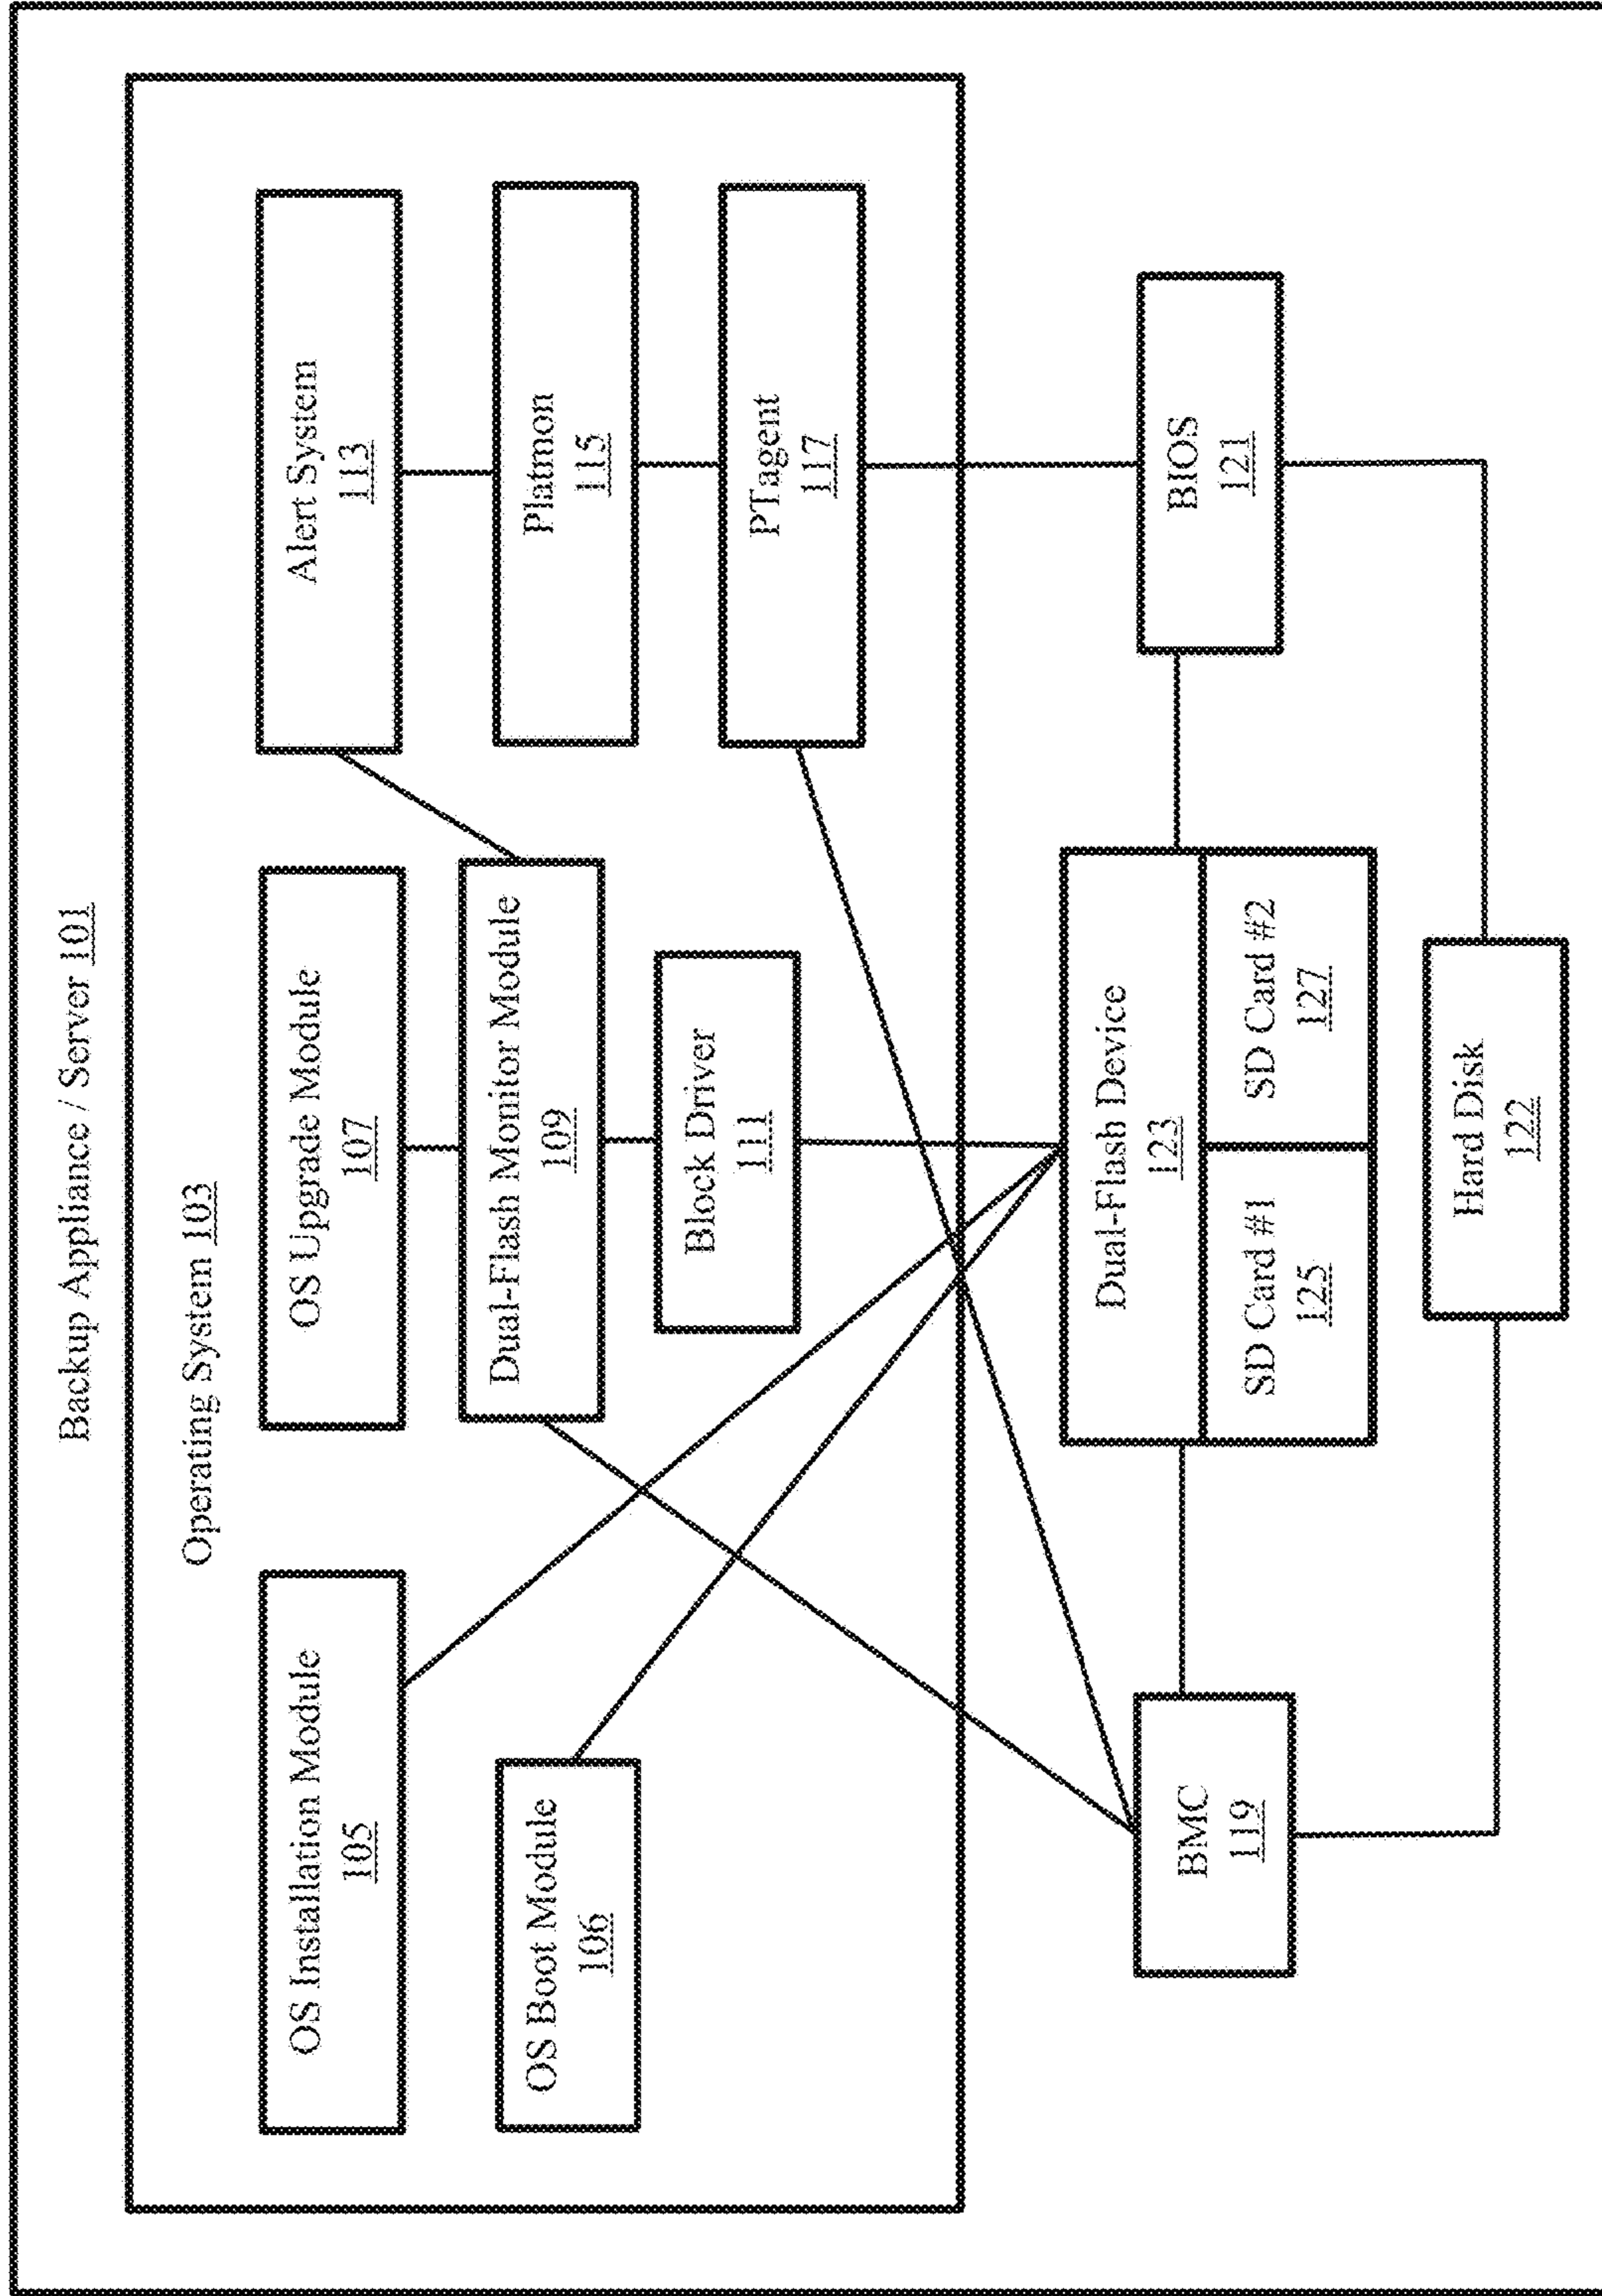 Backup Appliance / Server 101
Operating System 103
OS Installation Module
105
OS Upgrade Module
107
Alert System
113
OS Boot Module
106
Dual-Flash Monitor Module
109
Platmon
115
Block Driver
111
PTagent
117
BMC
119
Dual-Flash Device
123
SD Card #1
125
SD Card #2
127
BIOS
121
Hard Disk
122